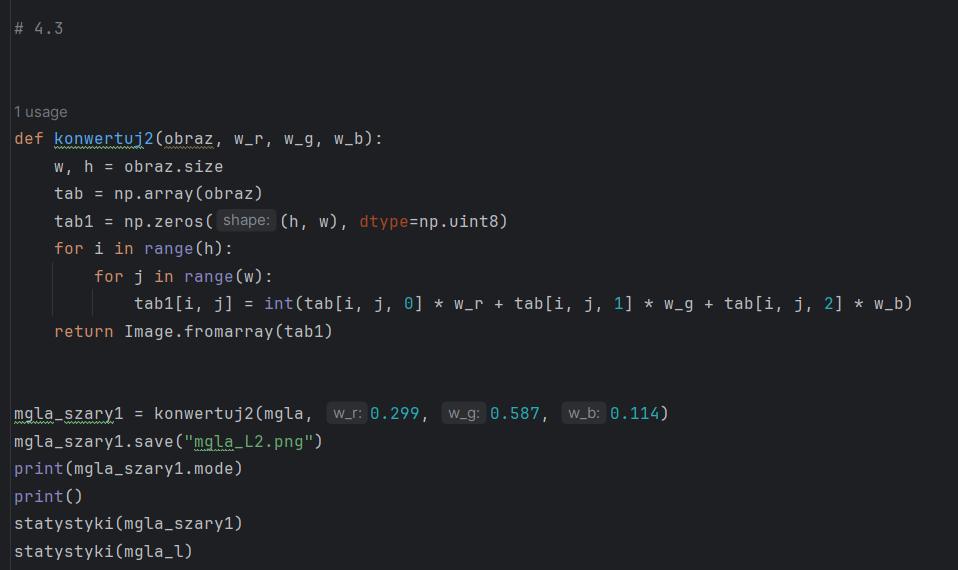 # 4.3
1 usage
def konwertuj2(obraz, w_r, w_g, w_b):
    w, h = obraz.size
    tab = np.array(obraz)
    tab1 = np.zeros( shape: (h, w), dtype=np.uint8)
    for i in range(h):
        for j in range(w):
            tab1[i, j] = int(tab[i, j, 0] * w_r + tab[i, j, 1] * w_g + tab[i, j, 2] * w_b)
    return Image.fromarray(tab1)
mgla_szary1 = konwertuj2(mgla, w_r: 0.299, w_g: 0.587, w_b: 0.114)
mgla_szary1.save("mgla_L2.png")
print(mgla_szary1.mode)
print()
statystyki(mgla_szary1)
statystyki(mgla_l)